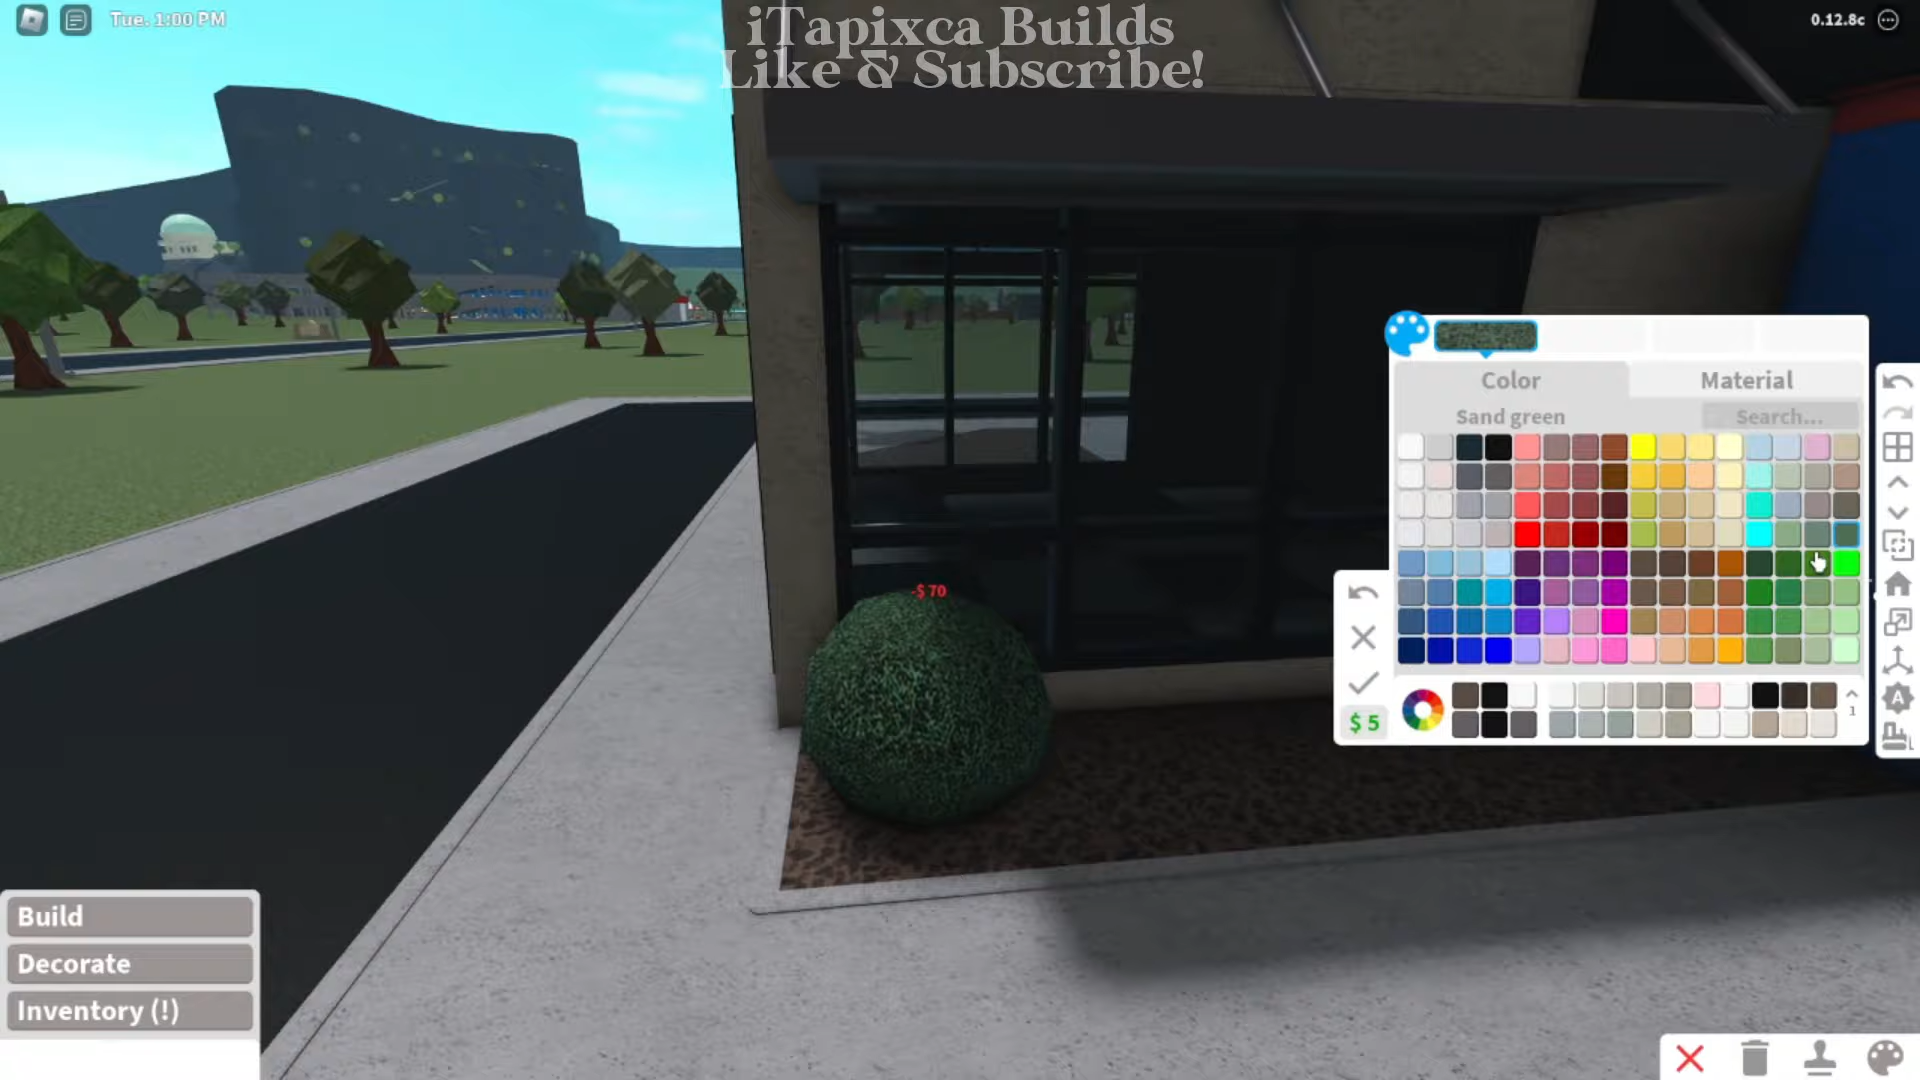 Tue. 1:00 PM
iTapixca Builds
Like & Subscribe!
0.12.8c
Color
Material
Sand green
Search...
-$ 70
$ 5
1
A
Build
Decorate
Inventory (!)